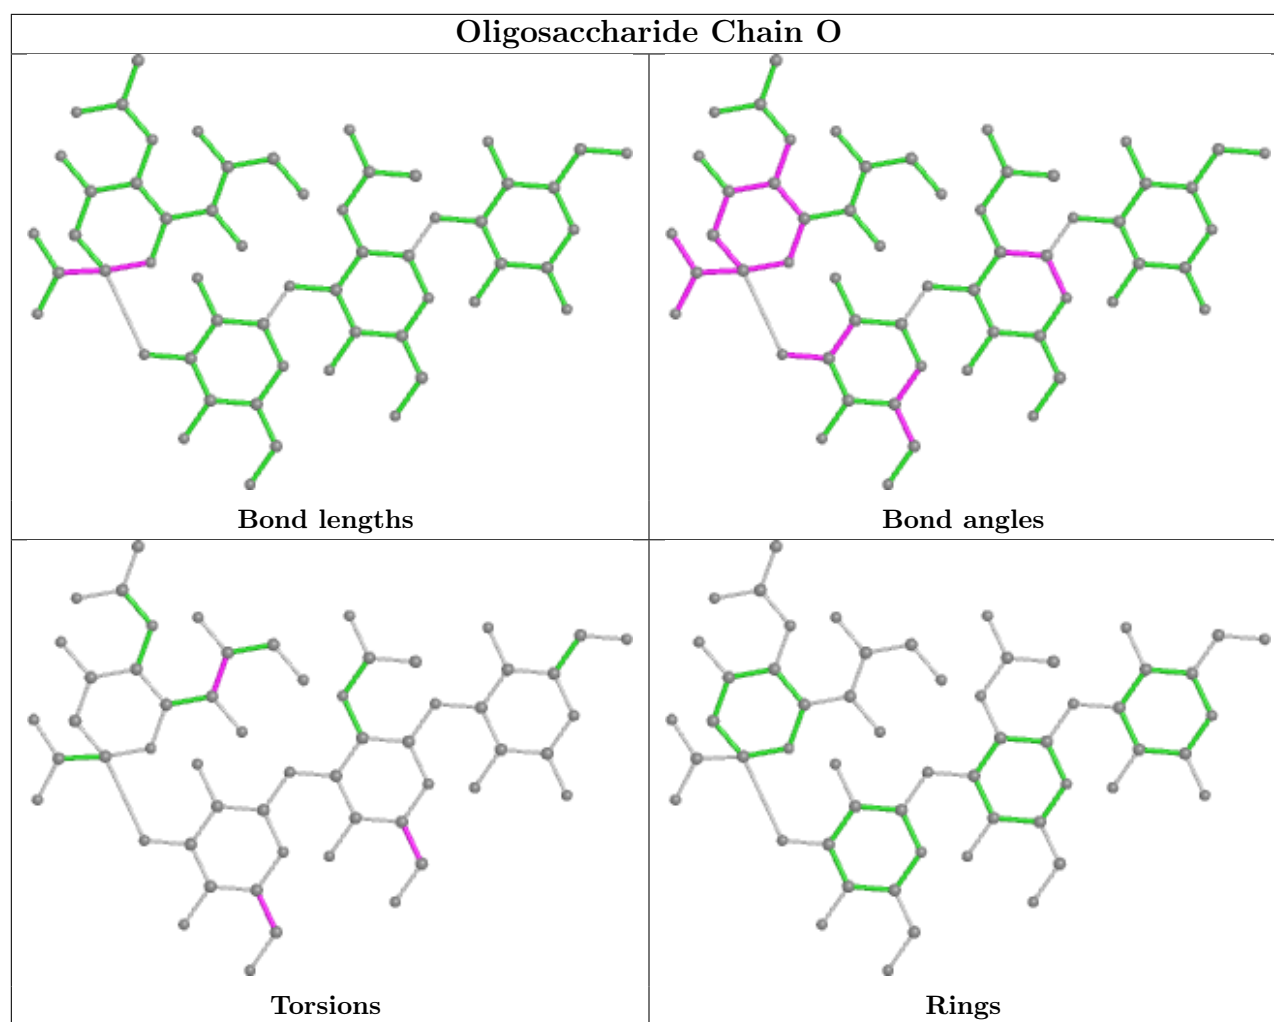 Oligosaccharide Chain O
Bond lengths
Bond angles
Torsions
Rings